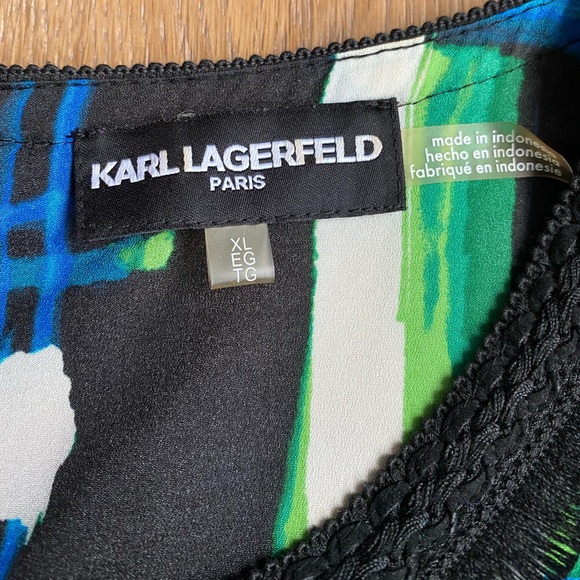 KARL LAGERFELD
PARIS
made in indonesia
hecho en indonesia
fabriqué en indonesie
XL
EG
TG